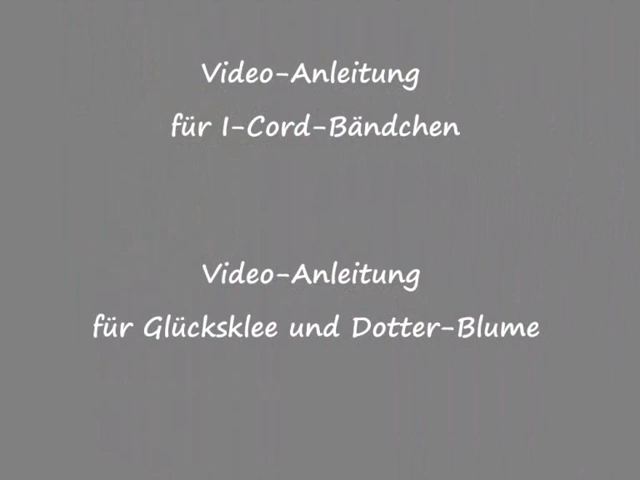 Video-Anleitung
für I-Cord-Bändchen
Video-Anleitung
für Glücksklee und Dotter-Blume